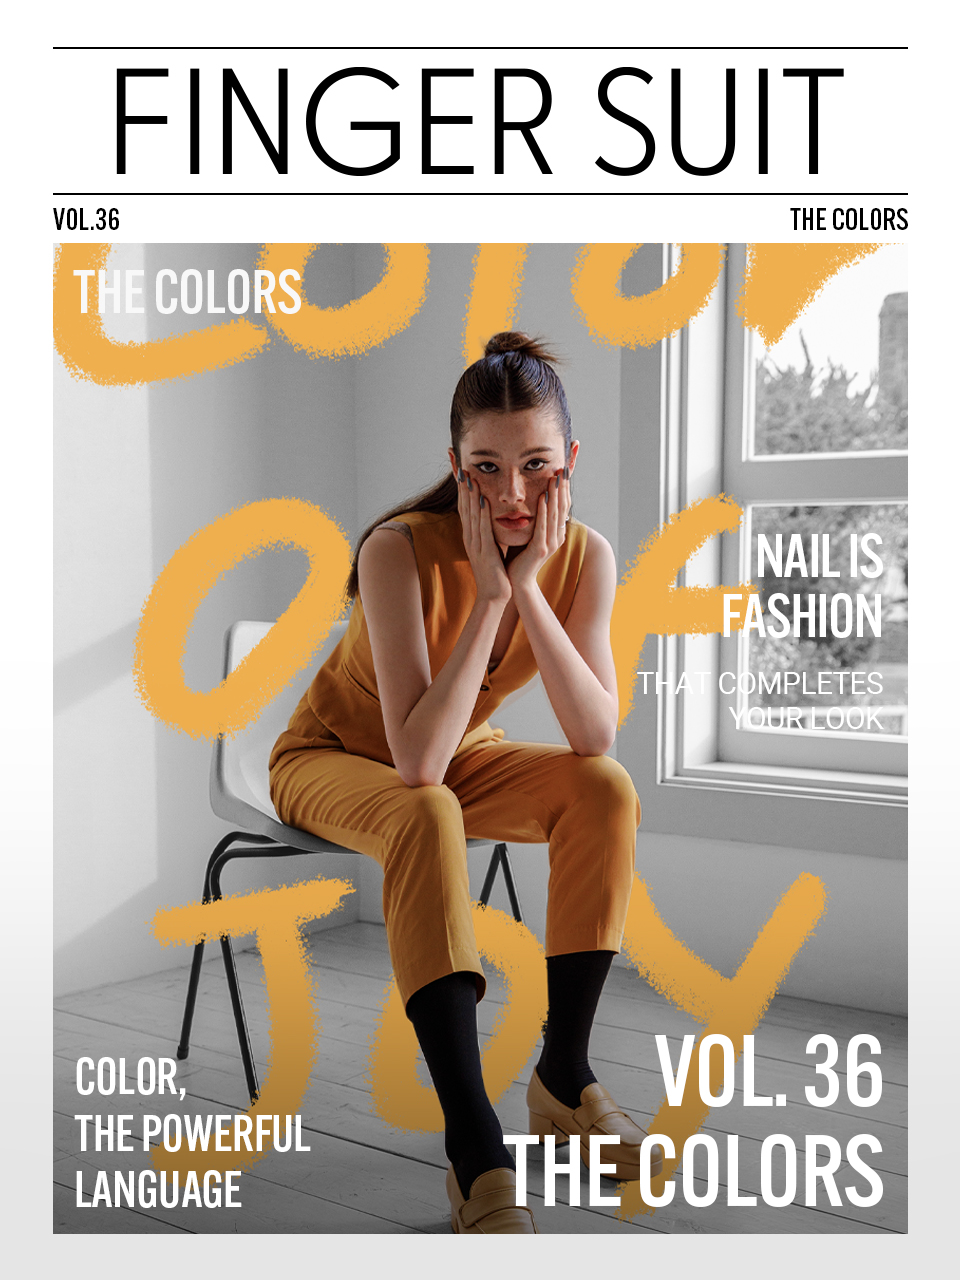 FINGER SUIT
VOL.36
THE COLORS
THE COLORS
COLOR
OF
NAIL IS
FASHION
THAT COMPLETES
YOUR LOOK
JOY
COLOR,
THE POWERFUL
LANGUAGE
VOL. 36
THE COLORS